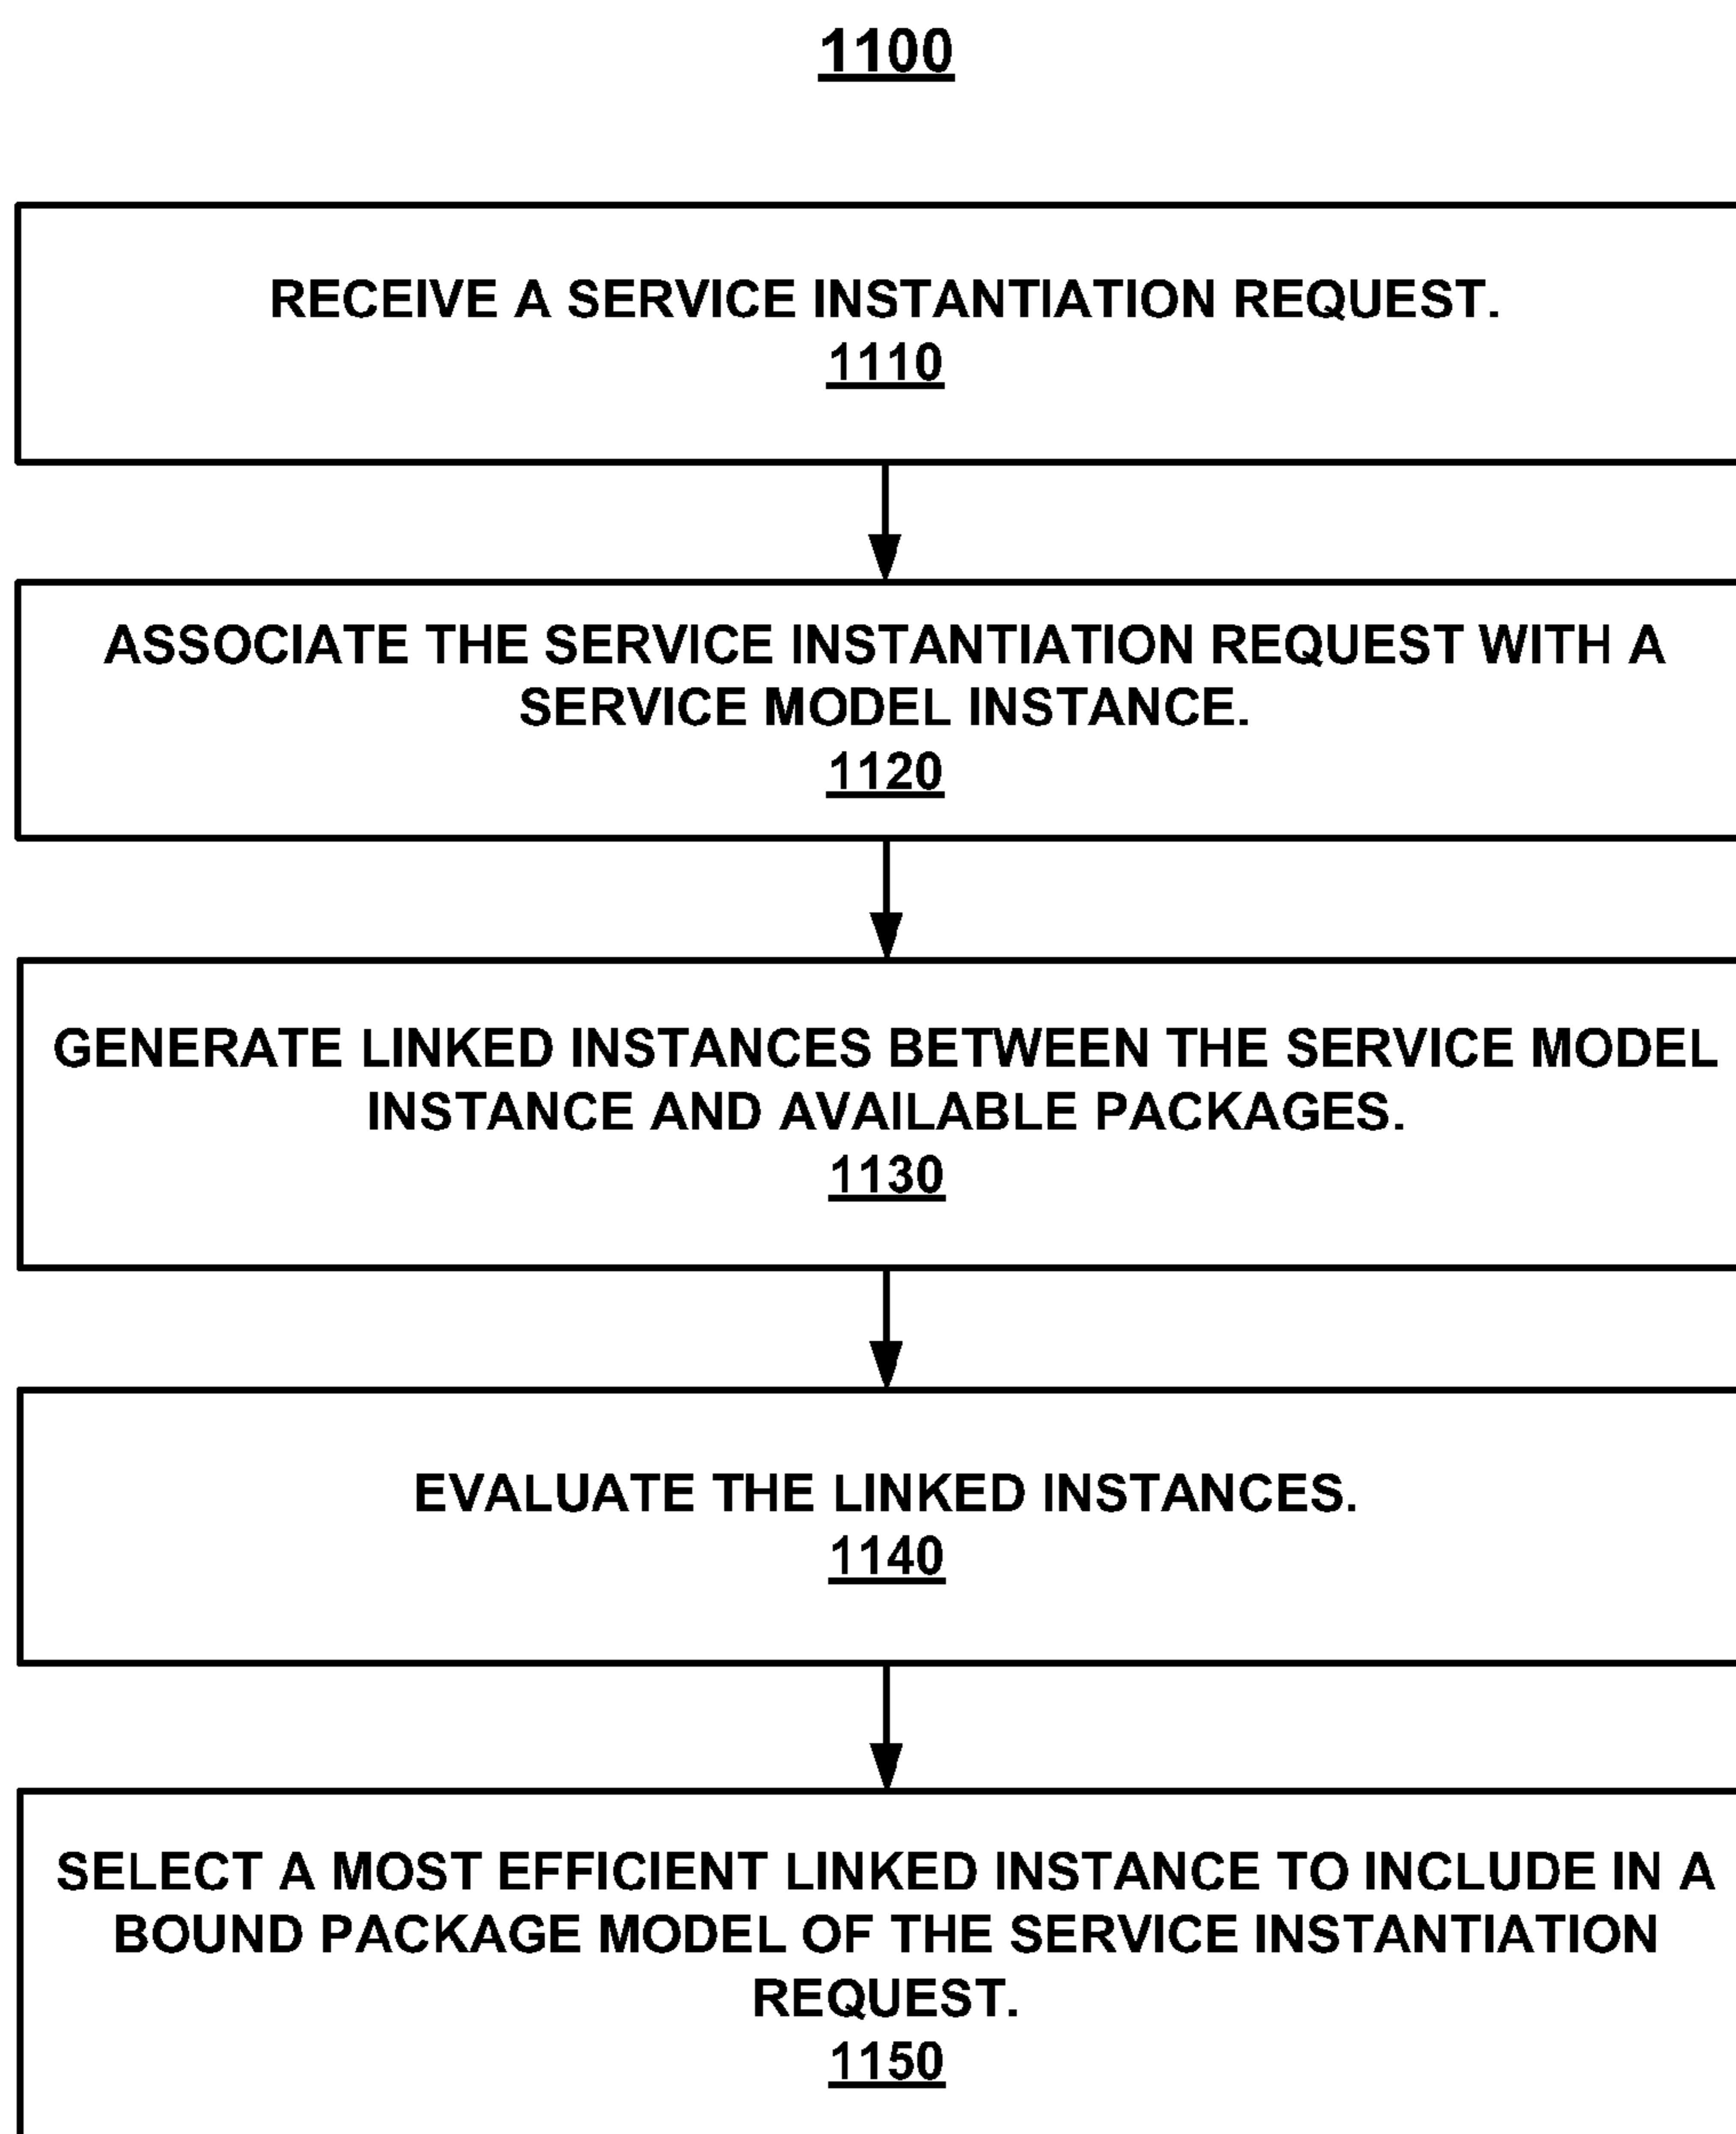 1100
RECEIVE A SERVICE INSTANTIATION REQUEST.
1110
ASSOCIATE THE SERVICE INSTANTIATION REQUEST WITH A
SERVICE MODEL INSTANCE.
1120
GENERATE LINKED INSTANCES BETWEEN THE SERVICE MODEL
INSTANCE AND AVAILABLE PACKAGES.
1130
EVALUATE THE LINKED INSTANCES.
1140
SELECT A MOST EFFICIENT LINKED INSTANCE TO INCLUDE IN A
BOUND PACKAGE MODEL OF THE SERVICE INSTANTIATION
REQUEST.
1150